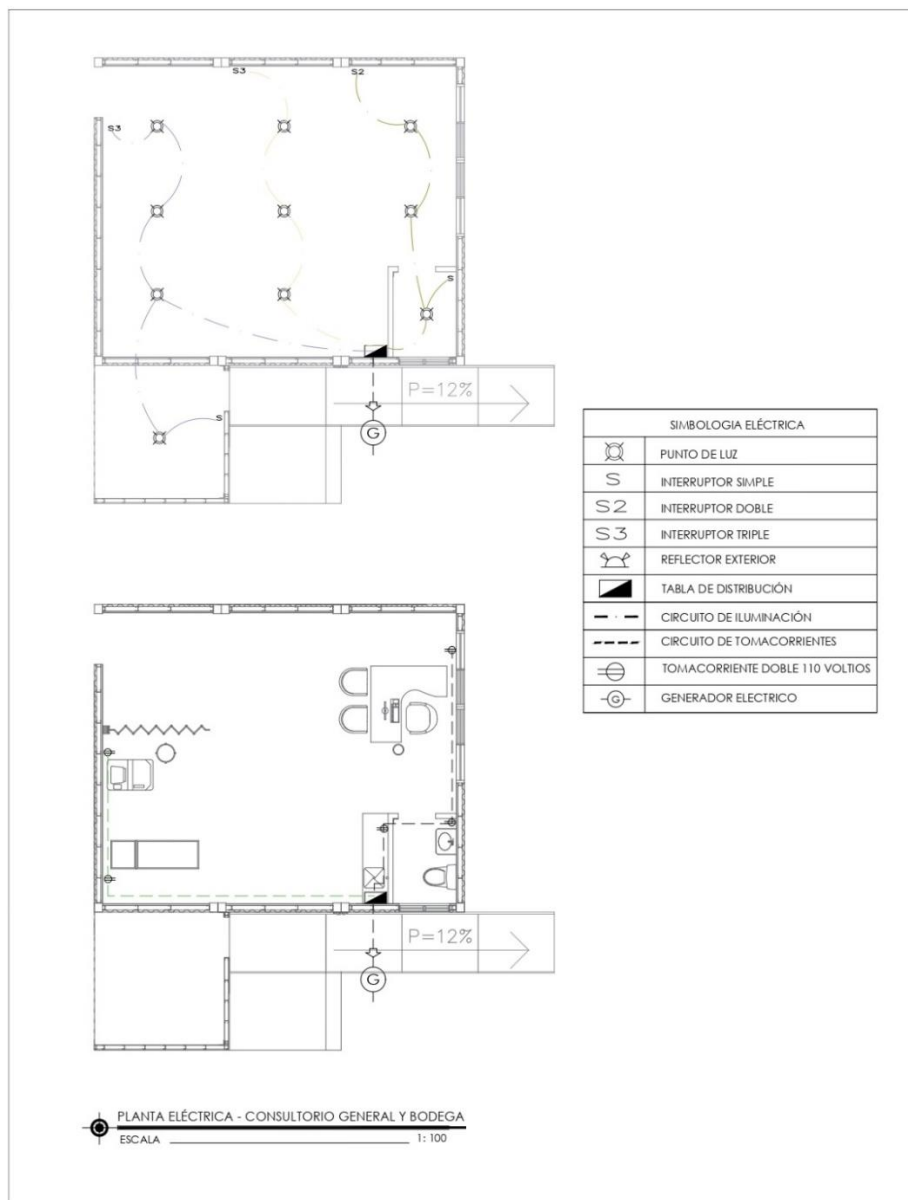 S3
S2
S3
S
P=12%
S
G
SIMBOLOGIA ELÉCTRICA
PUNTO DE LUZ
S INTERRUPTOR SIMPLE
S2 INTERRUPTOR DOBLE
S3 INTERRUPTOR TRIPLE
REFLECTOR EXTERIOR
TABLA DE DISTRIBUCIÓN
CIRCUITO DE ILUMINACIÓN
CIRCUITO DE TOMACORRIENTES
TOMACORRIENTE DOBLE 110 VOLTIOS
G GENERADOR ELECTRICO
P=12%
G
PLANTA ELÉCTRICA - CONSULTORIO GENERAL Y BODEGA
ESCALA 1: 100